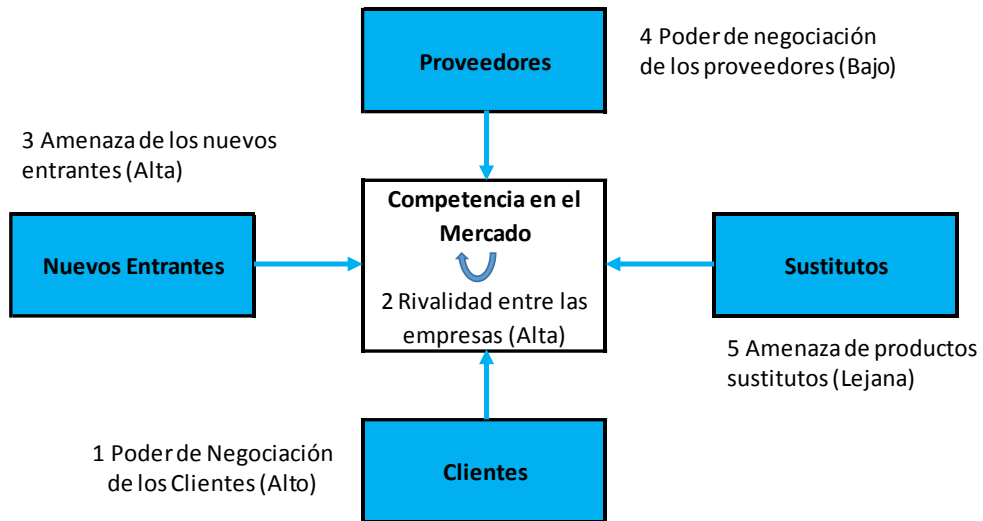 Proveedores
4 Poder de negociación
de los proveedores (Bajo)
3 Amenaza de los nuevos
entrantes (Alta)
Nuevos Entrantes
Competencia en el
Mercado
2 Rivalidad entre las
empresas (Alta)
Sustitutos
5 Amenaza de productos
sustitutos (Lejana)
1 Poder de Negociación
de los Clientes (Alto)
Clientes